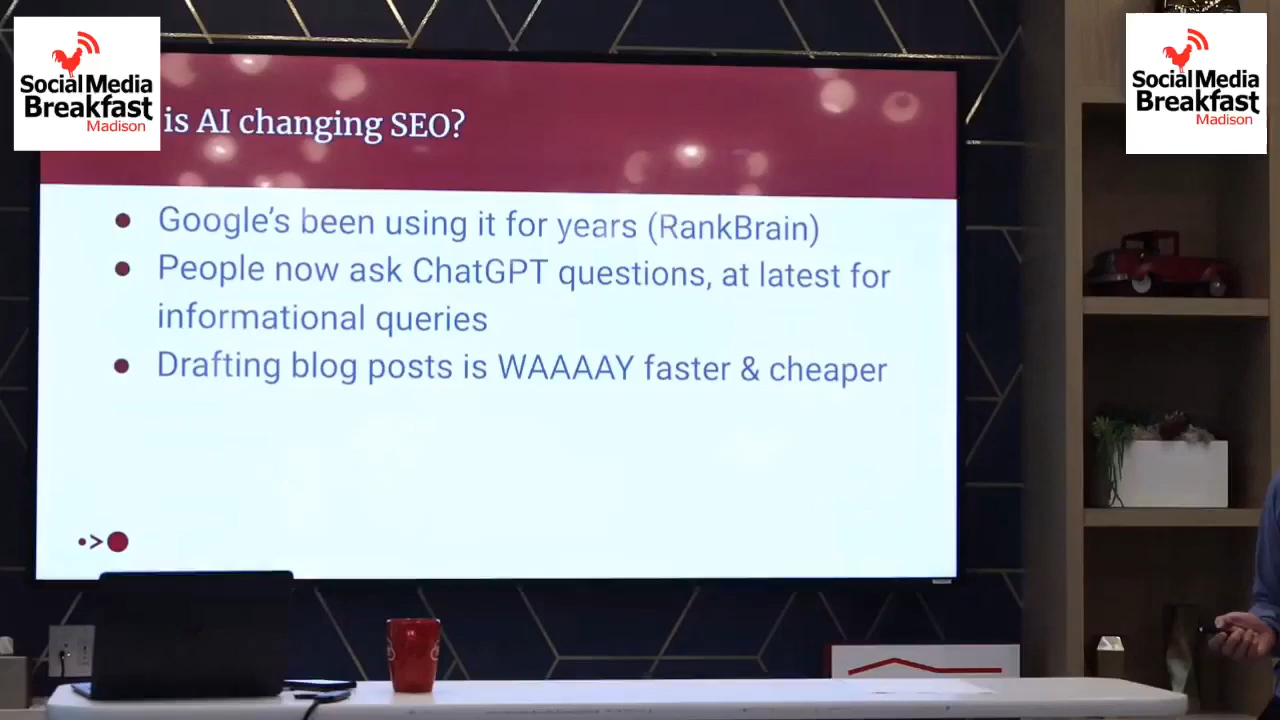 Social Media
Breakfast
Madison
Social Media
Breakfast
Madison
is AI changing SEO?
● Google's been using it for years (RankBrain)
● People now ask ChatGPT questions, at latest for
informational queries
● Drafting blog posts is WAAAAY faster & cheaper